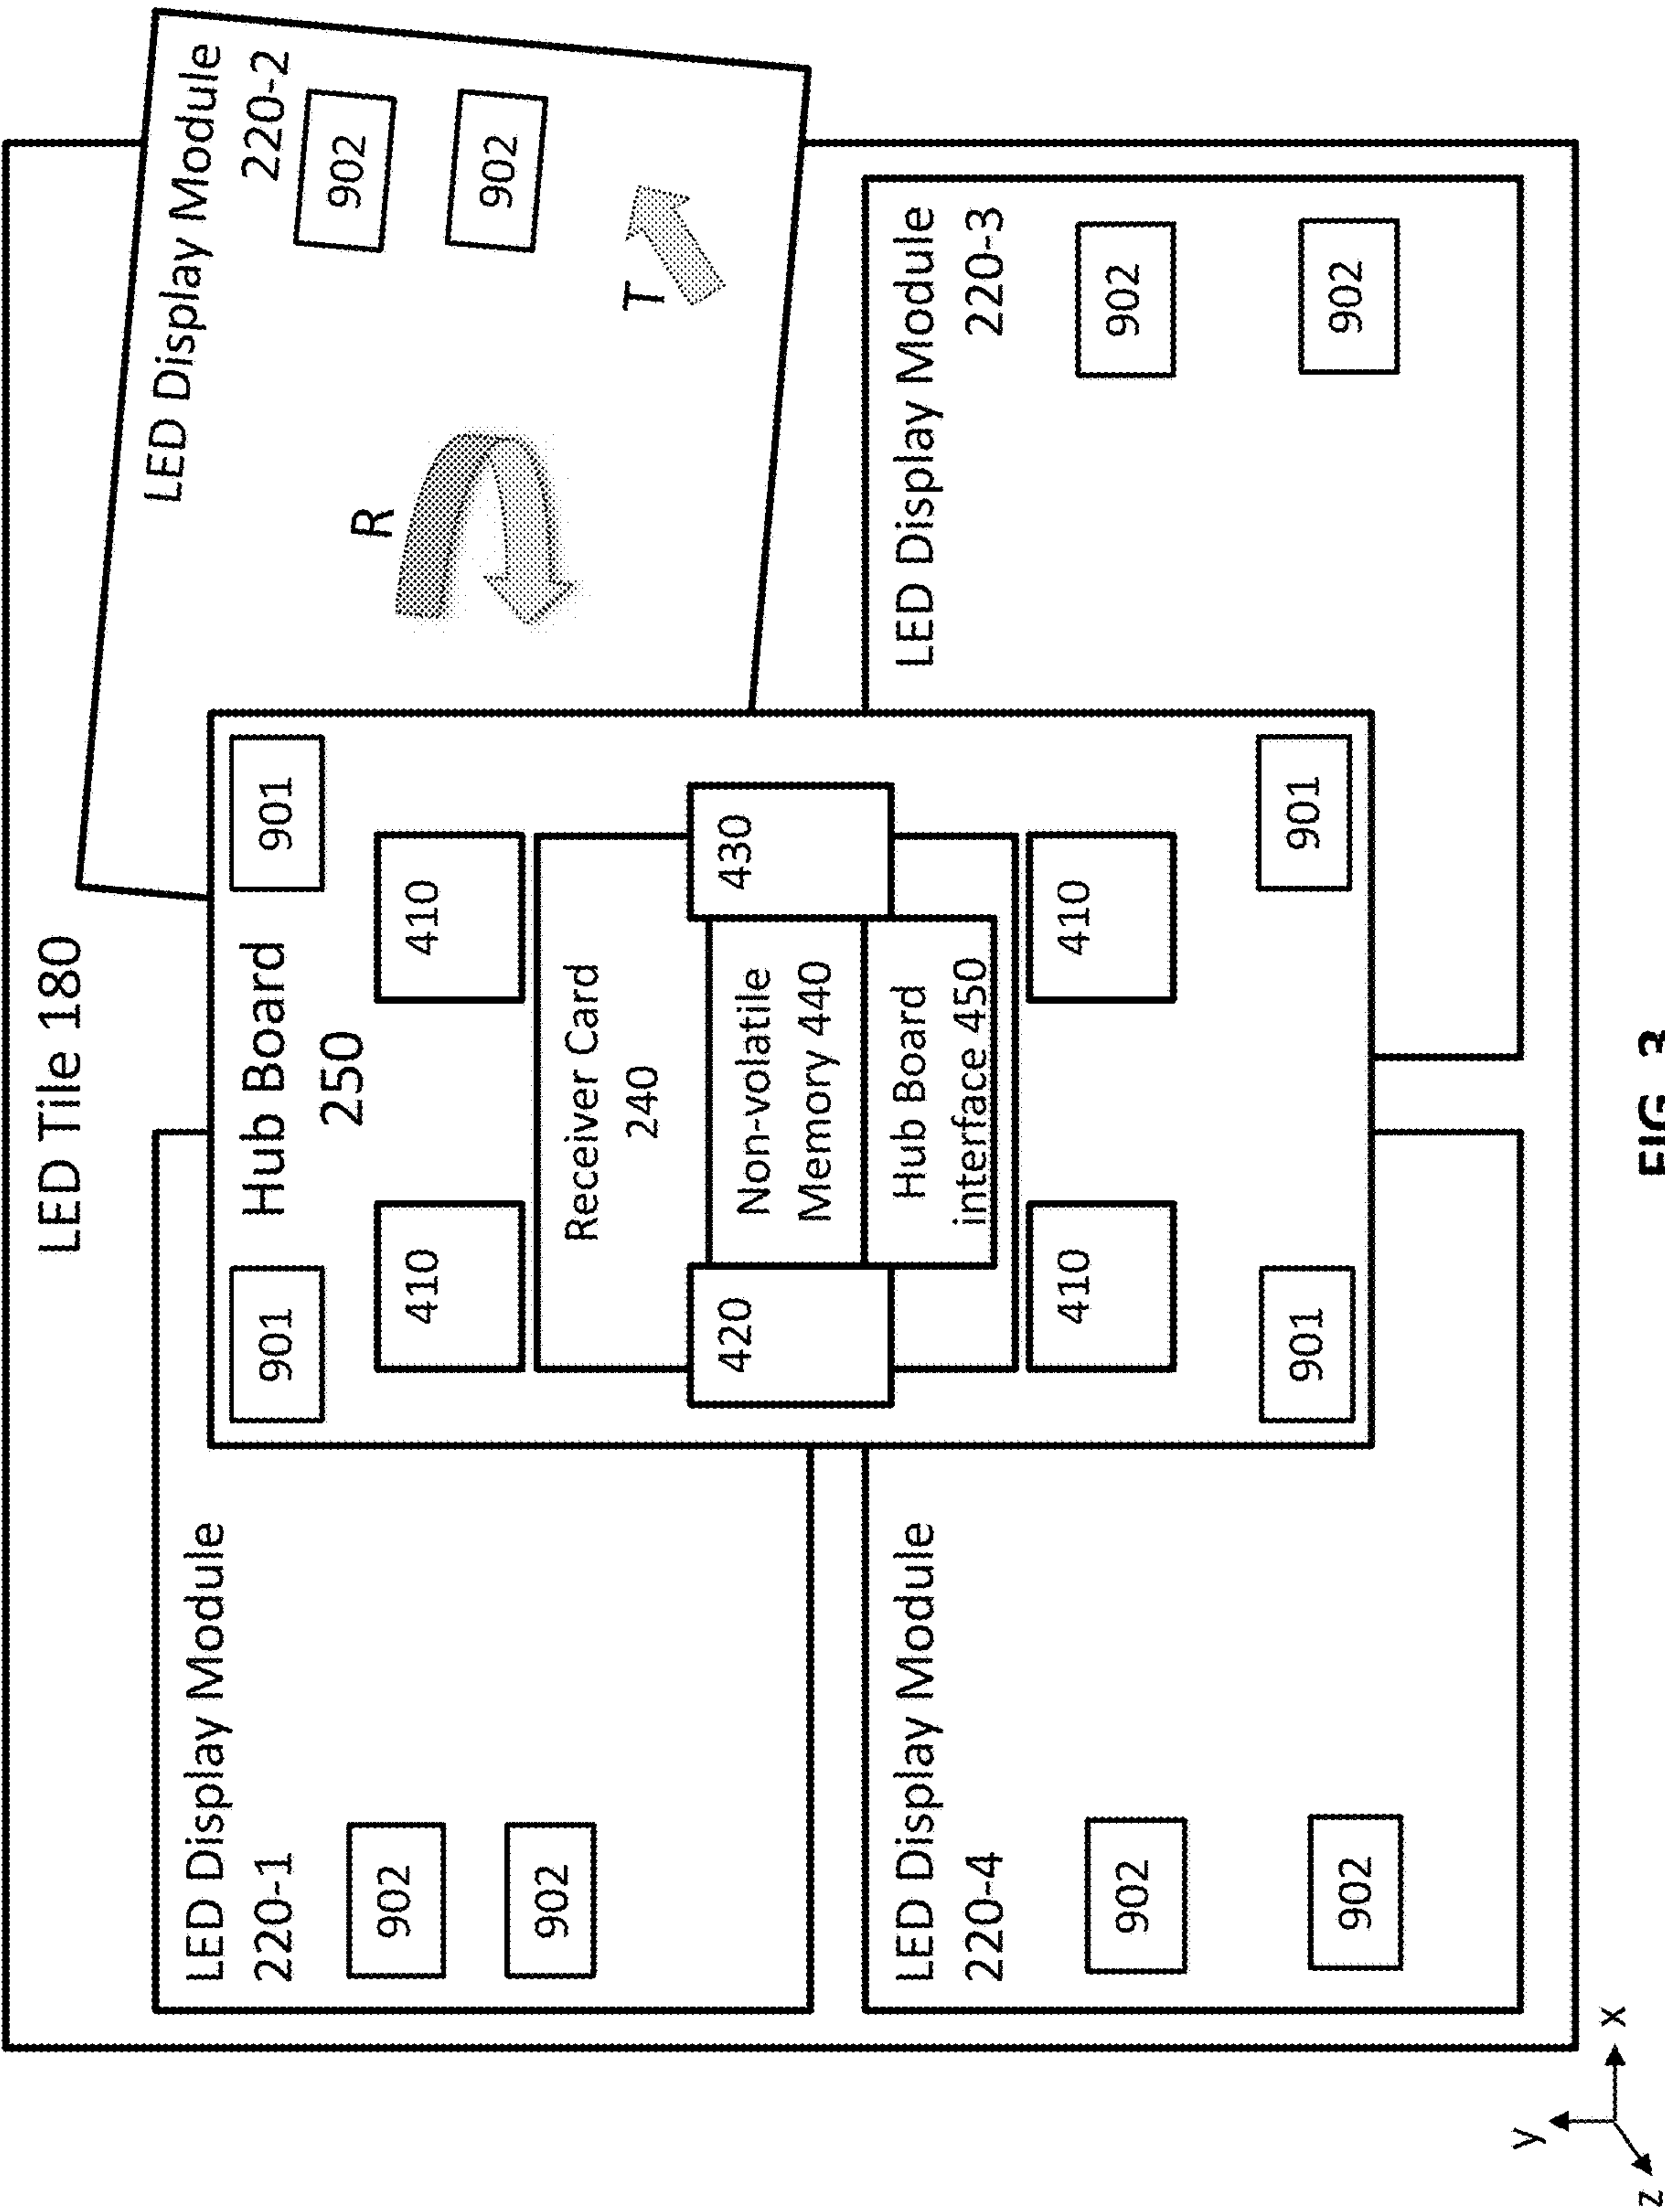 LED Tile 180
LED Display Module
220-1
902
902
Hub Board
250
901
901
410
410
Receiver Card
240
420
430
Non-volatile
Memory 440
Hub Board
interface 450
410
410
901
901
LED Display Module
220-2
902
902
R
T
LED Display Module
220-4
902
902
LED Display Module
220-3
902
902
y
x
z
FIG. 3